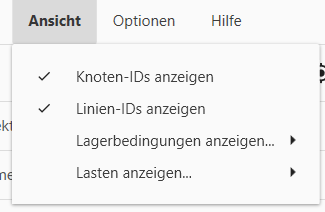 Ansicht Optionen Hilfe
Knoten-IDs anzeigen
Linien-IDs anzeigen
Lagerbedingungen anzeigen...
Lasten anzeigen...